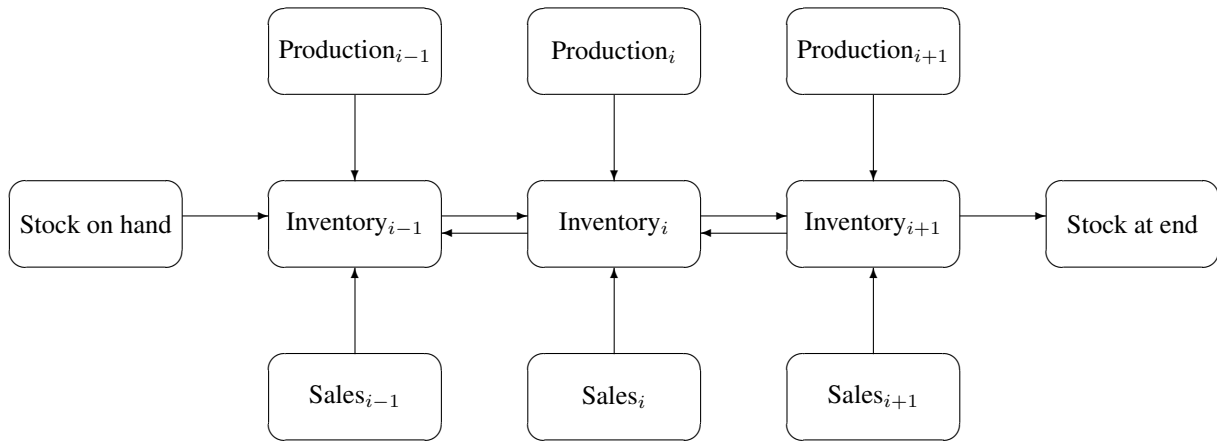 Production_{i−1}
Production_i
Production_{i+1}
Stock on hand
Inventory_{i−1}
Inventory_i
Inventory_{i+1}
Stock at end
Sales_{i−1}
Sales_i
Sales_{i+1}